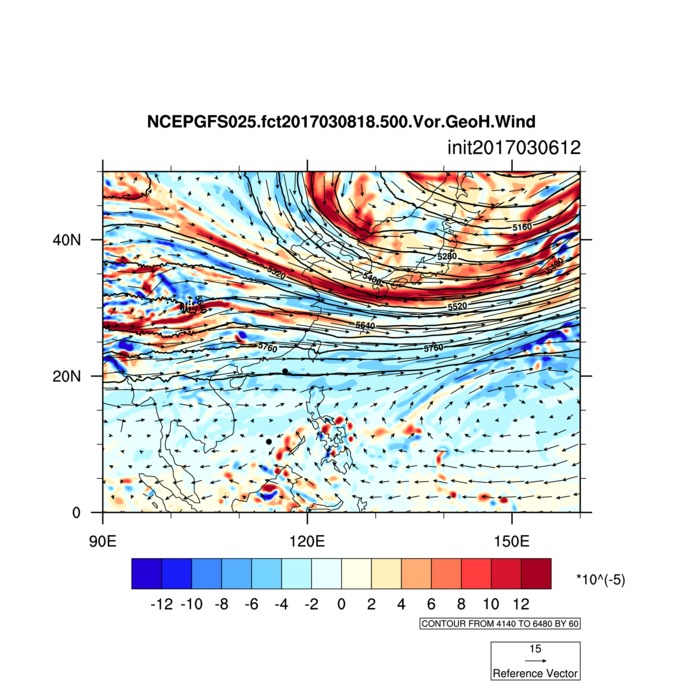 NCEPGFS025.fct2017030818.500.Vor.GeoH.Wind
init2017030612
5160
40N
5280
5520
5400
5520
5640
5760
5760
20N
0
90E 120E 150E
-12 -10 -8 -6 -4 -2 0 2 4 6 8 10 12
*10^(-5)
CONTOUR FROM 4140 TO 6480 BY 60
15
Reference Vector